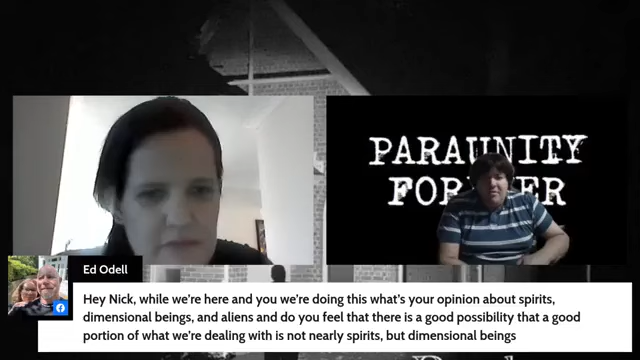 PARAUNITY
FOR ER
Ed Odell
Hey Nick, while we're here and you we're doing this what's your opinion about spirits,
dimensional beings, and aliens and do you feel that there is a good possibility that a good
portion of what we're dealing with is not nearly spirits, but dimensional beings